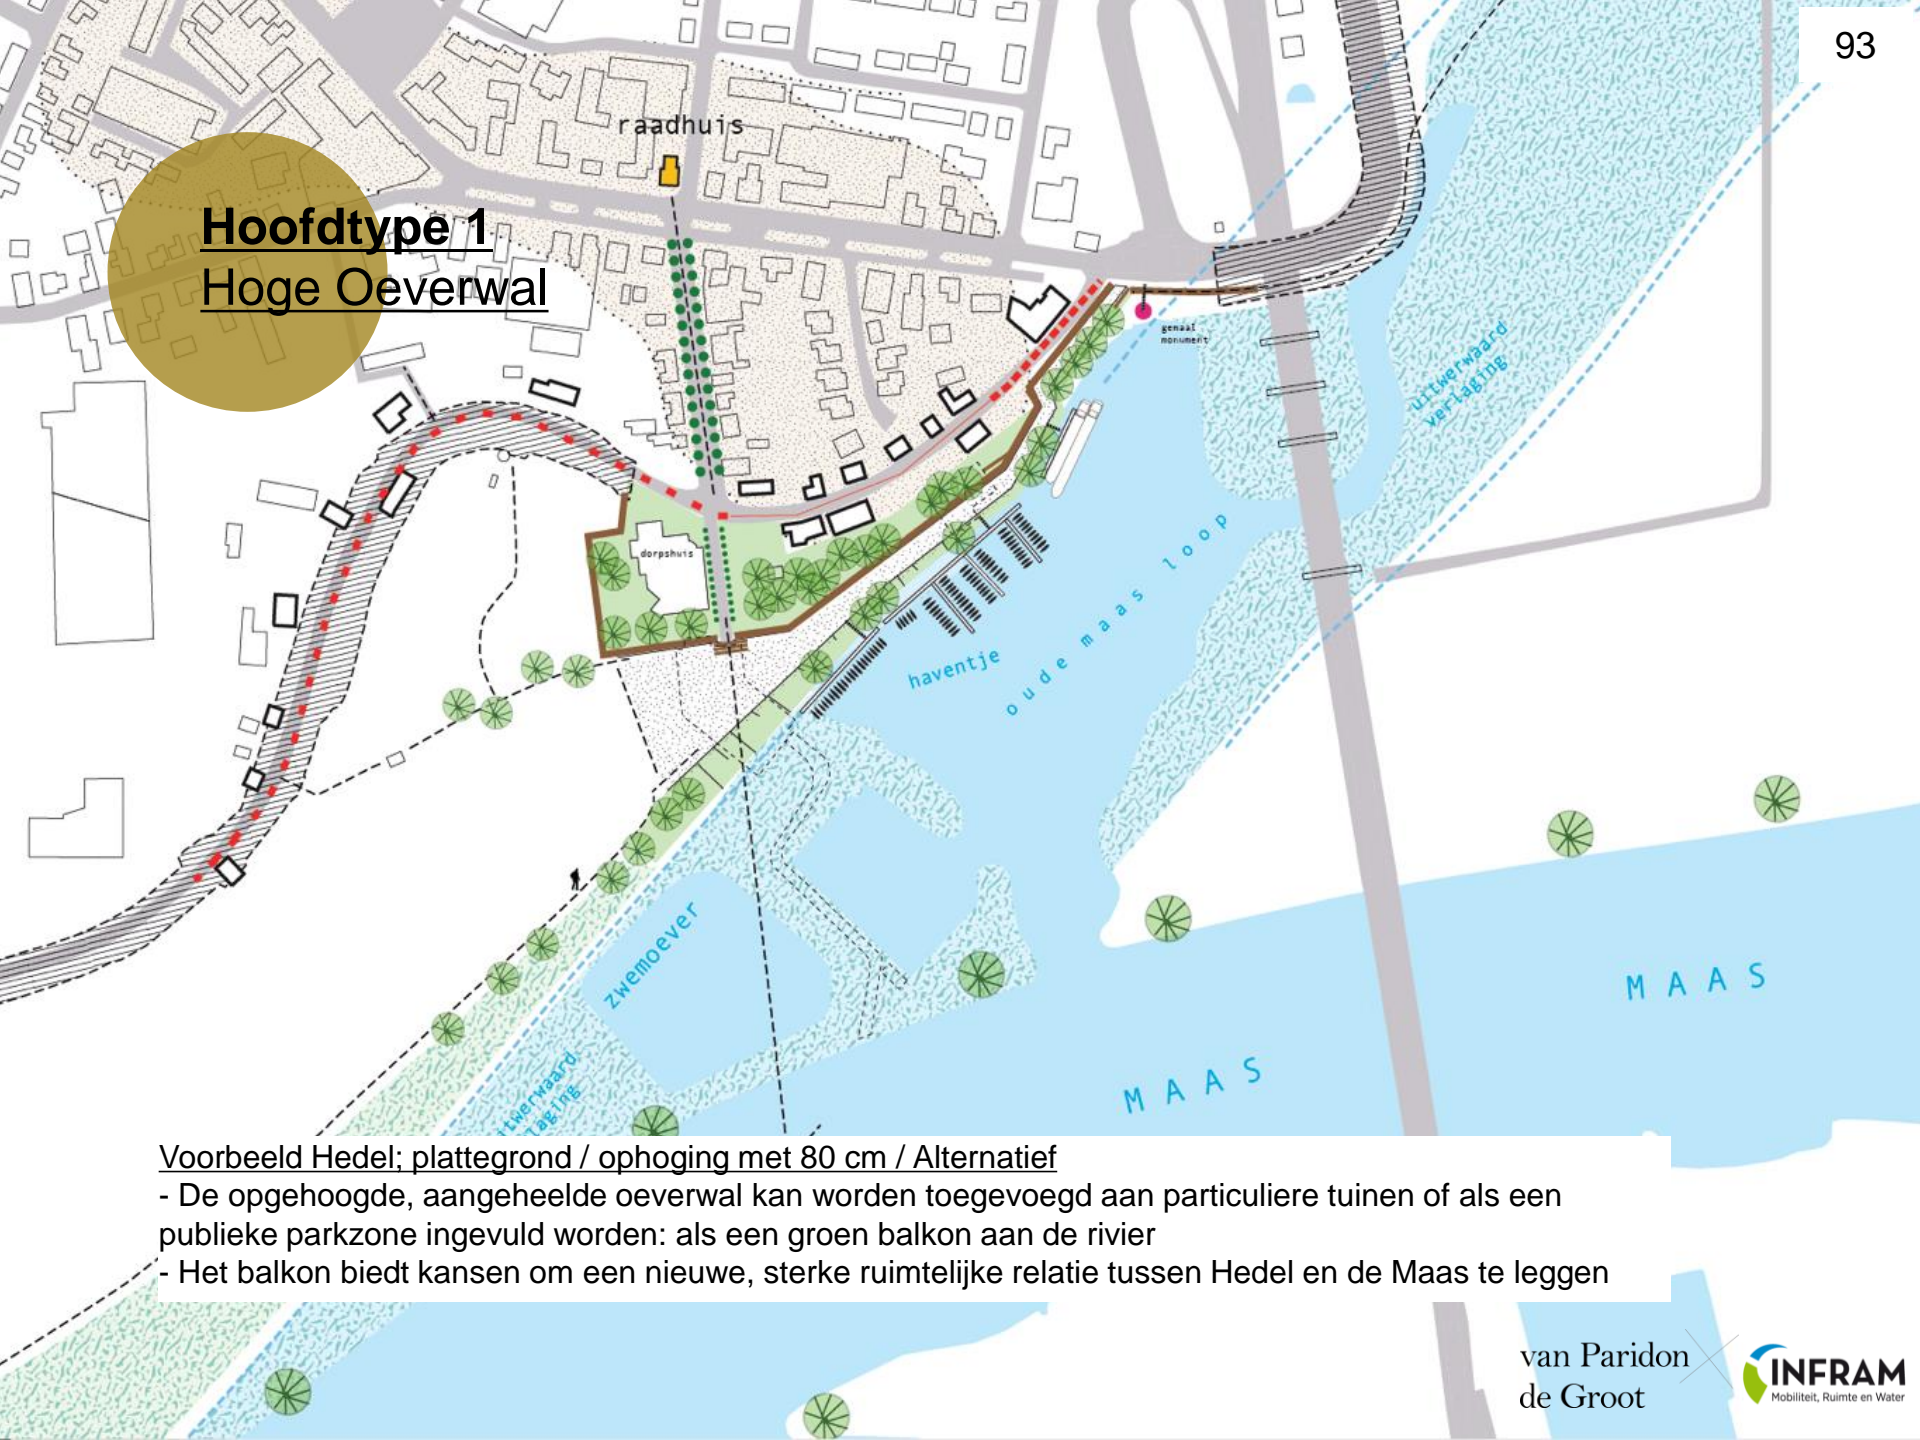 93
raadhuis
Hoofdtype 1
Hoge Oeverwal
gemaal
monument
uitwerwaard
verlaging
dorpshuis
oude maas loop
haventje
zwemoever
MAAS
MAAS
itwerwaard
laging
Voorbeeld Hedel; plattegrond / ophoging met 80 cm / Alternatief
- De opgehoogde, aangeheelde oeverwal kan worden toegevoegd aan particuliere tuinen of als een
publieke parkzone ingevuld worden: als een groen balkon aan de rivier
- Het balkon biedt kansen om een nieuwe, sterke ruimtelijke relatie tussen Hedel en de Maas te leggen
van Paridon
de Groot
INFRAM
Mobiliteit, Ruimte en Water